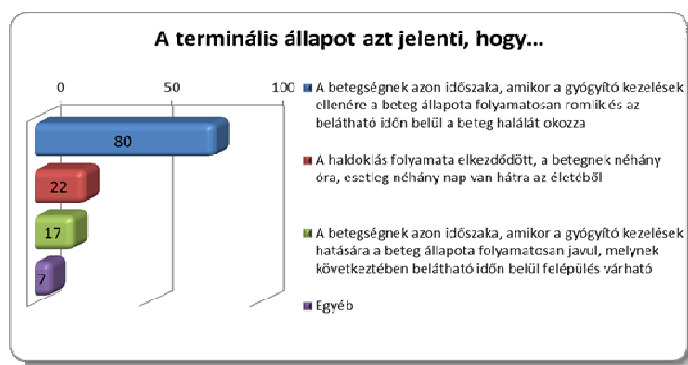 A terminális állapot azt jelenti, hogy...
0 50 100
80
22
17
7
A betegségnek azon időszaka, amikor a gyógyító kezelések
ellenére a beteg állapota folyamatosan romlik és az
belátható időn belül a beteg halálát okozza
A haldoklás folyamata elkezdődött, a betegnek néhány
óra, esetleg néhány nap van hátra az életéből
A betegségnek azon időszaka, amikor a gyógyító kezelések
hatására a beteg állapota folyamatosan javul, melynek
következtében belátható időn belül felépülés várható
Egyéb